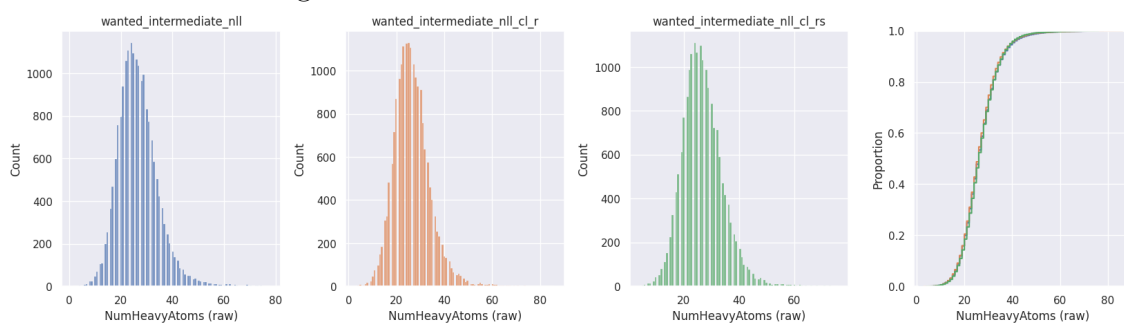 wanted_intermediate_nll
Count
1000
800
600
400
200
0
0 20 40 60 80
NumHeavyAtoms (raw)
wanted_intermediate_nll_cl_r
Count
1000
800
600
400
200
0
0 20 40 60 80
NumHeavyAtoms (raw)
wanted_intermediate_nll_cl_rs
Count
1000
800
600
400
200
0
20 40 60
NumHeavyAtoms (raw)
Proportion
1.0
0.8
0.6
0.4
0.2
0.0
20 40 60 80
NumHeavyAtoms (raw)